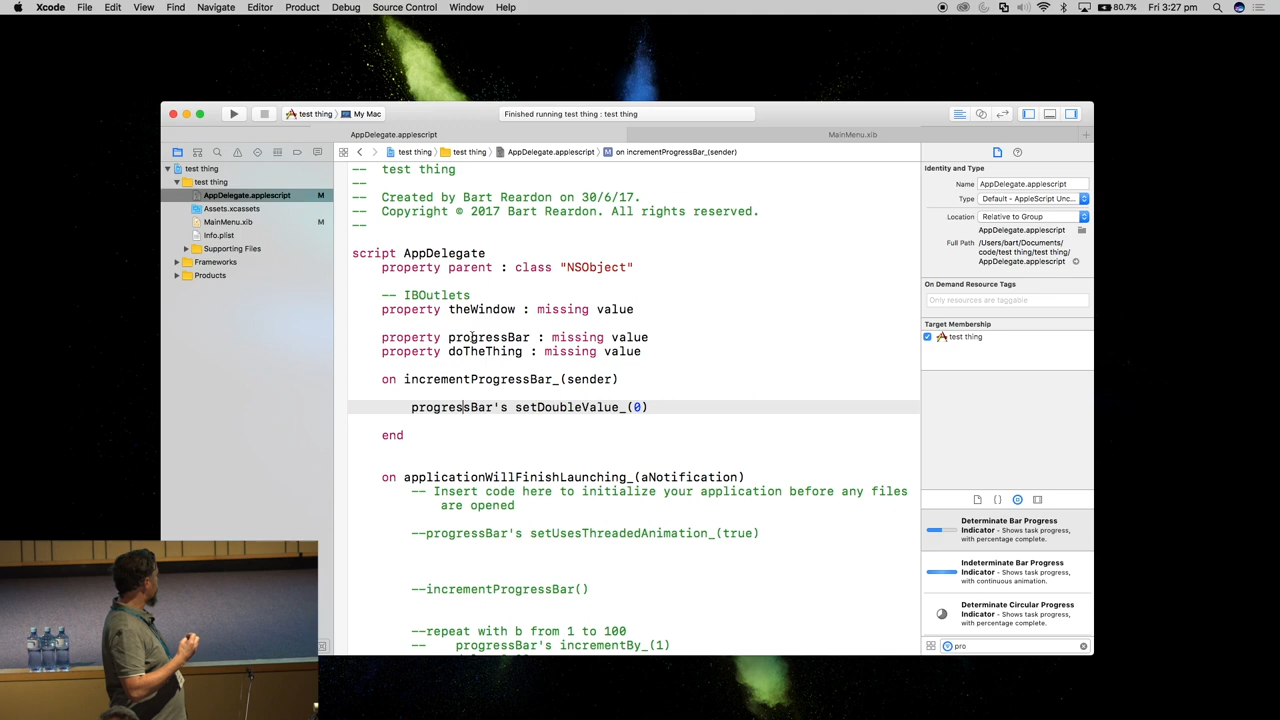 Xcode File Edit View Find Navigate Editor Product Debug Source Control Window Help 80.7% Fri 3:27 pm
test thing My Mac
Finished running test thing : test thing
AppDelegate.applescript
MainMenu.xib
test thing
test thing
AppDelegate.applescript M
Assets.xcassets
MainMenu.xib M
Info.plist
Supporting Files
Frameworks
Products
test thing test thing AppDelegate.applescript M on incrementProgressBar_(sender)
-- test thing
--
-- Created by Bart Reardon on 30/6/17.
-- Copyright © 2017 Bart Reardon. All rights reserved.
--
script AppDelegate
property parent : class "NSObject"
-- IBOutlets
property theWindow : missing value
property progressBar : missing value
property doTheThing : missing value
on incrementProgressBar_(sender)
progressBar's setDoubleValue_(0)
end
on applicationWillFinishLaunching_(aNotification)
-- Insert code here to initialize your application before any files
are opened
--progressBar's setUsesThreadedAnimation_(true)
--incrementProgressBar()
--repeat with b from 1 to 100
-- progressBar's incrementBy_(1)
Identity and Type
Name AppDelegate.applescript
Type Default - AppleScript Unc...
Location Relative to Group
AppDelegate.applescript
Full Path /Users/bart/Documents/
code/test thing/test thing/
AppDelegate.applescript
On Demand Resource Tags
Only resources are taggable
Target Membership
test thing
Determinate Bar Progress
Indicator - Shows task progress,
with percentage complete.
Indeterminate Bar Progress
Indicator - Shows task progress,
with continuous animation.
Determinate Circular Progress
Indicator - Shows task progress,
with percentage complete.
pro